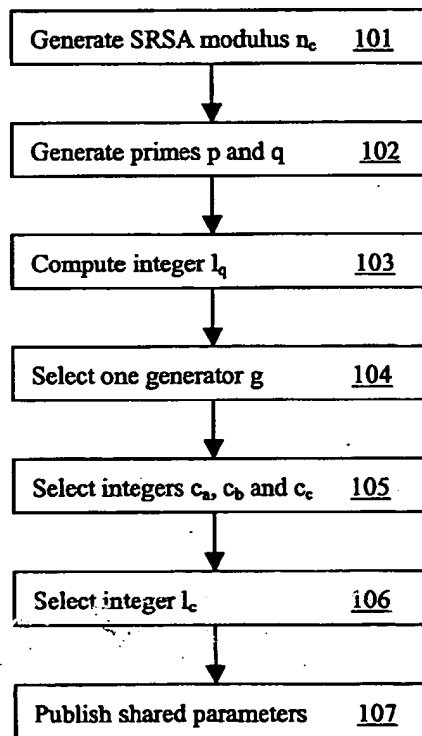 Generate SRSA modulus n_c 101
Generate primes p and q 102
Compute integer l_q 103
Select one generator g 104
Select integers c_a, c_b and c_c 105
Select integer l_c 106
Publish shared parameters 107